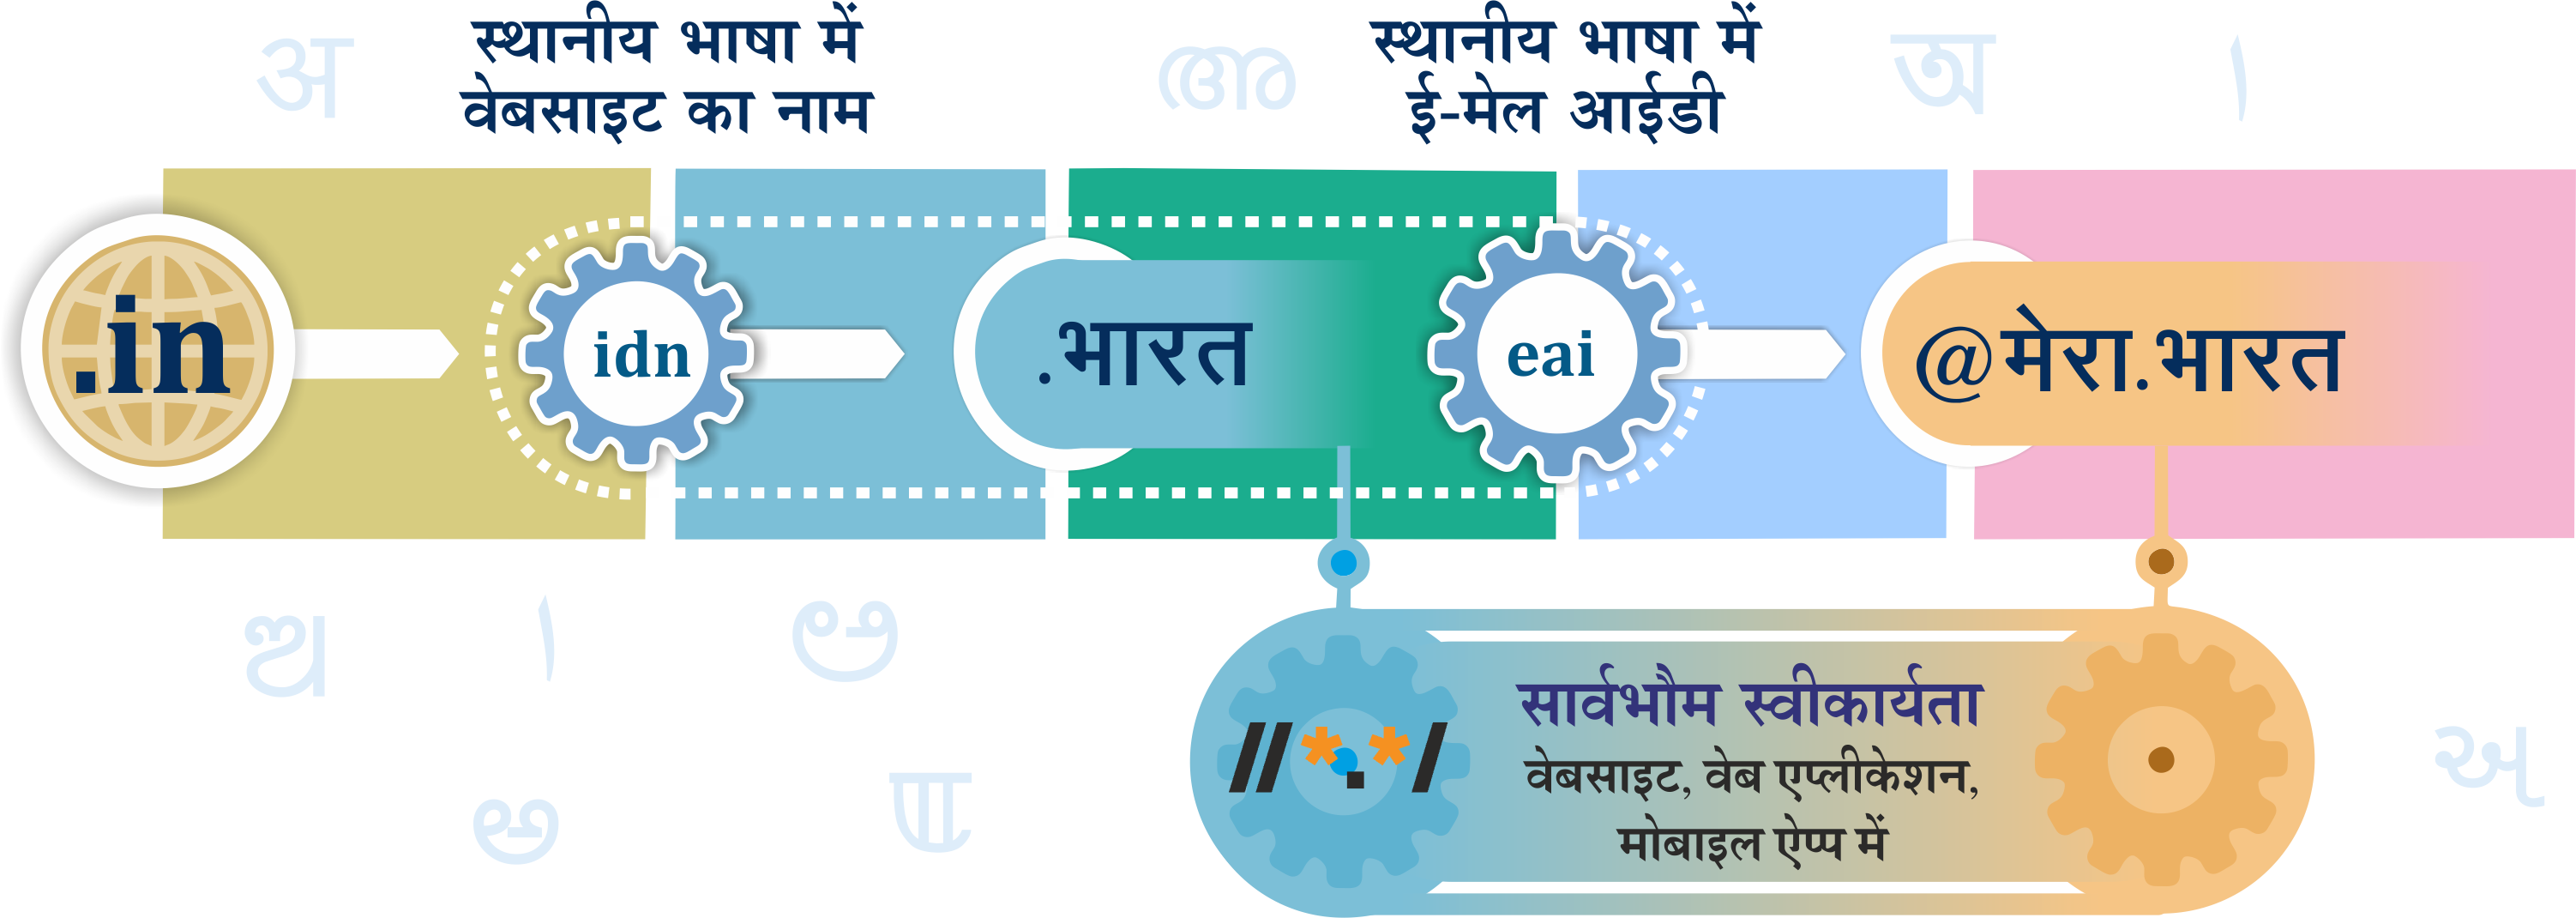 अ
स्थानीय भाषा में
वेबसाइट का नाम
അ
स्थानीय भाषा में
ई-मेल आईडी
অ
ا
.in
idn
.भारत
eai
@मेरा.भारत
ଅ
ا
అ
ಅ
ꯀ
//*.*/
सार्वभौम स्वीकार्यता
वेबसाइट, वेब एप्लीकेशन,
मोबाइल ऐप्प में
અ